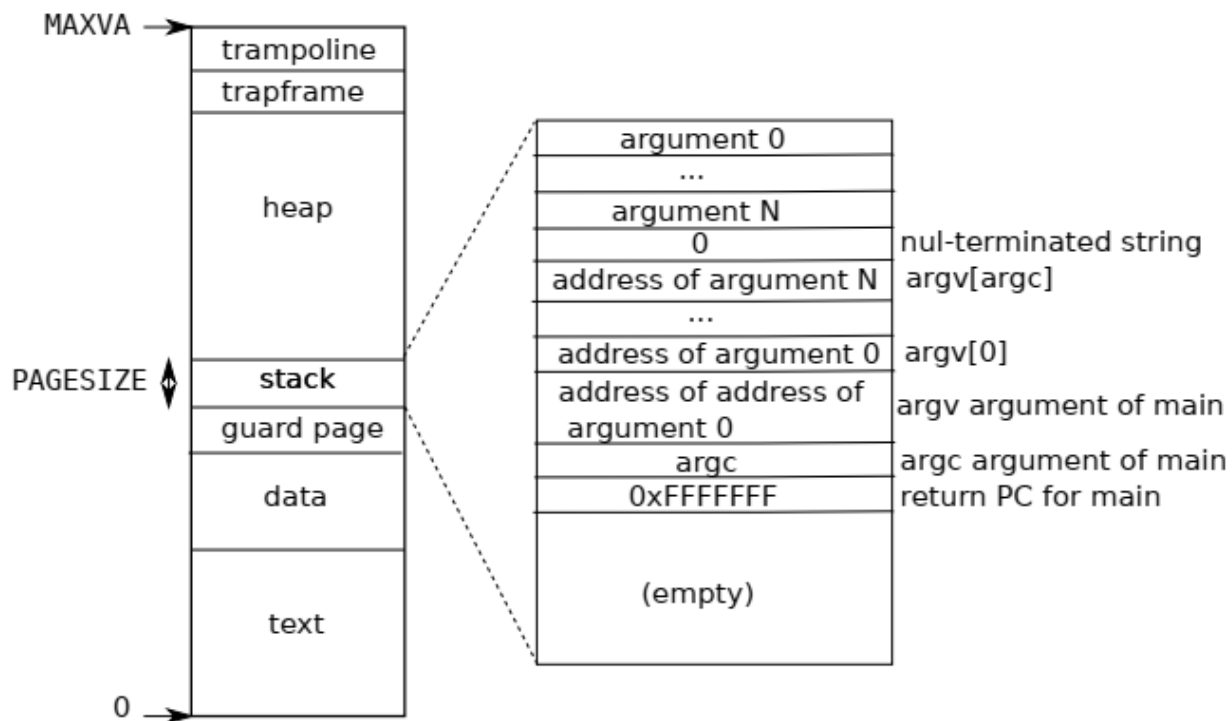 MAXVA
trampoline
trapframe
heap
PAGESIZE
stack
guard page
data
text
0
argument 0
...
argument N
0 nul-terminated string
address of argument N argv[argc]
...
address of argument 0 argv[0]
address of address of
argument 0 argv argument of main
argc argc argument of main
0xFFFFFFF return PC for main
(empty)